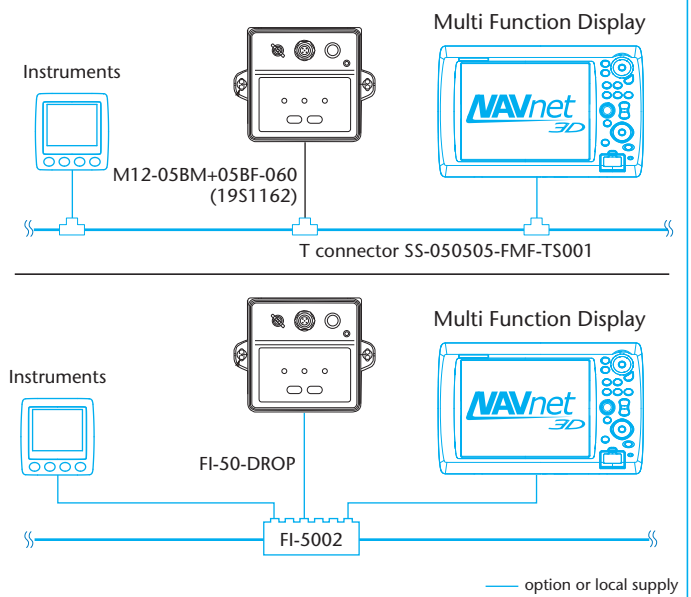 Multi Function Display
Instruments
NAVnet
3D
M12-05BM+05BF-060
(19S1162)
T connector SS-050505-FMF-TS001
Multi Function Display
Instruments
NAVnet
3D
FI-50-DROP
FI-5002
option or local supply